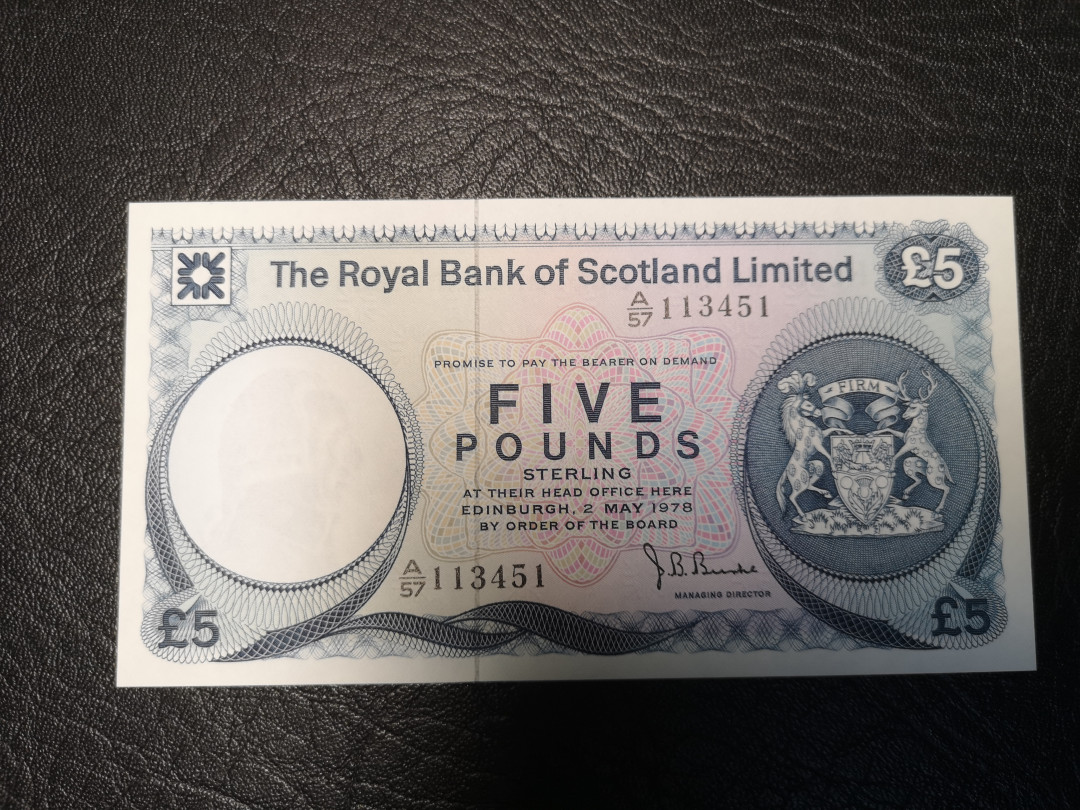 The Royal Bank of Scotland Limited
£5
A/57 113451
PROMISE TO PAY THE BEARER ON DEMAND
FIVE
POUNDS
STERLING
AT THEIR HEAD OFFICE HERE
EDINBURGH, 2 MAY 1978
BY ORDER OF THE BOARD
FIRM
A/57 113451
J.B. Burke
MANAGING DIRECTOR
£5
£5